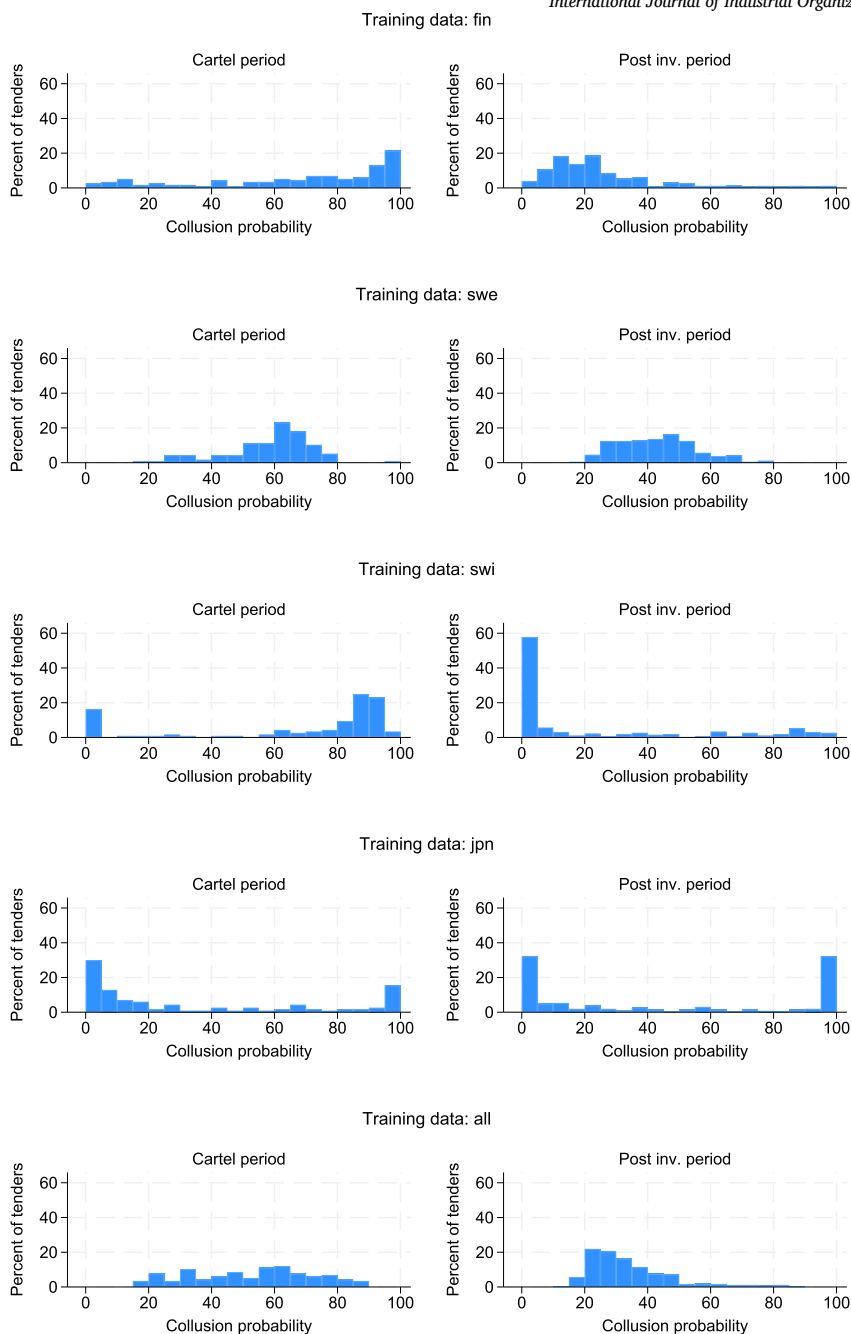 International Journal of Industrial
Training data: fin
Cartel period Post inv. period
Percent of tenders Percent of tenders
60 60
40 40
20 20
0 0
0 20 40 60 80 100 0 20 40 60 80 100
Collusion probability Collusion probability
Training data: swe
Cartel period Post inv. period
Percent of tenders Percent of tenders
60 60
40 40
20 20
0 0
0 20 40 60 80 100 0 20 40 60 80 100
Collusion probability Collusion probability
Training data: swi
Cartel period Post inv. period
Percent of tenders Percent of tenders
60 60
40 40
20 20
0 0
0 20 40 60 80 100 0 20 40 60 80 100
Collusion probability Collusion probability
Training data: jpn
Cartel period Post inv. period
Percent of tenders Percent of tenders
60 60
40 40
20 20
0 0
0 20 40 60 80 100 0 20 40 60 80 100
Collusion probability Collusion probability
Training data: all
Cartel period Post inv. period
Percent of tenders Percent of tenders
60 60
40 40
20 20
0 0
0 20 40 60 80 100 0 20 40 60 80 100
Collusion probability Collusion probability